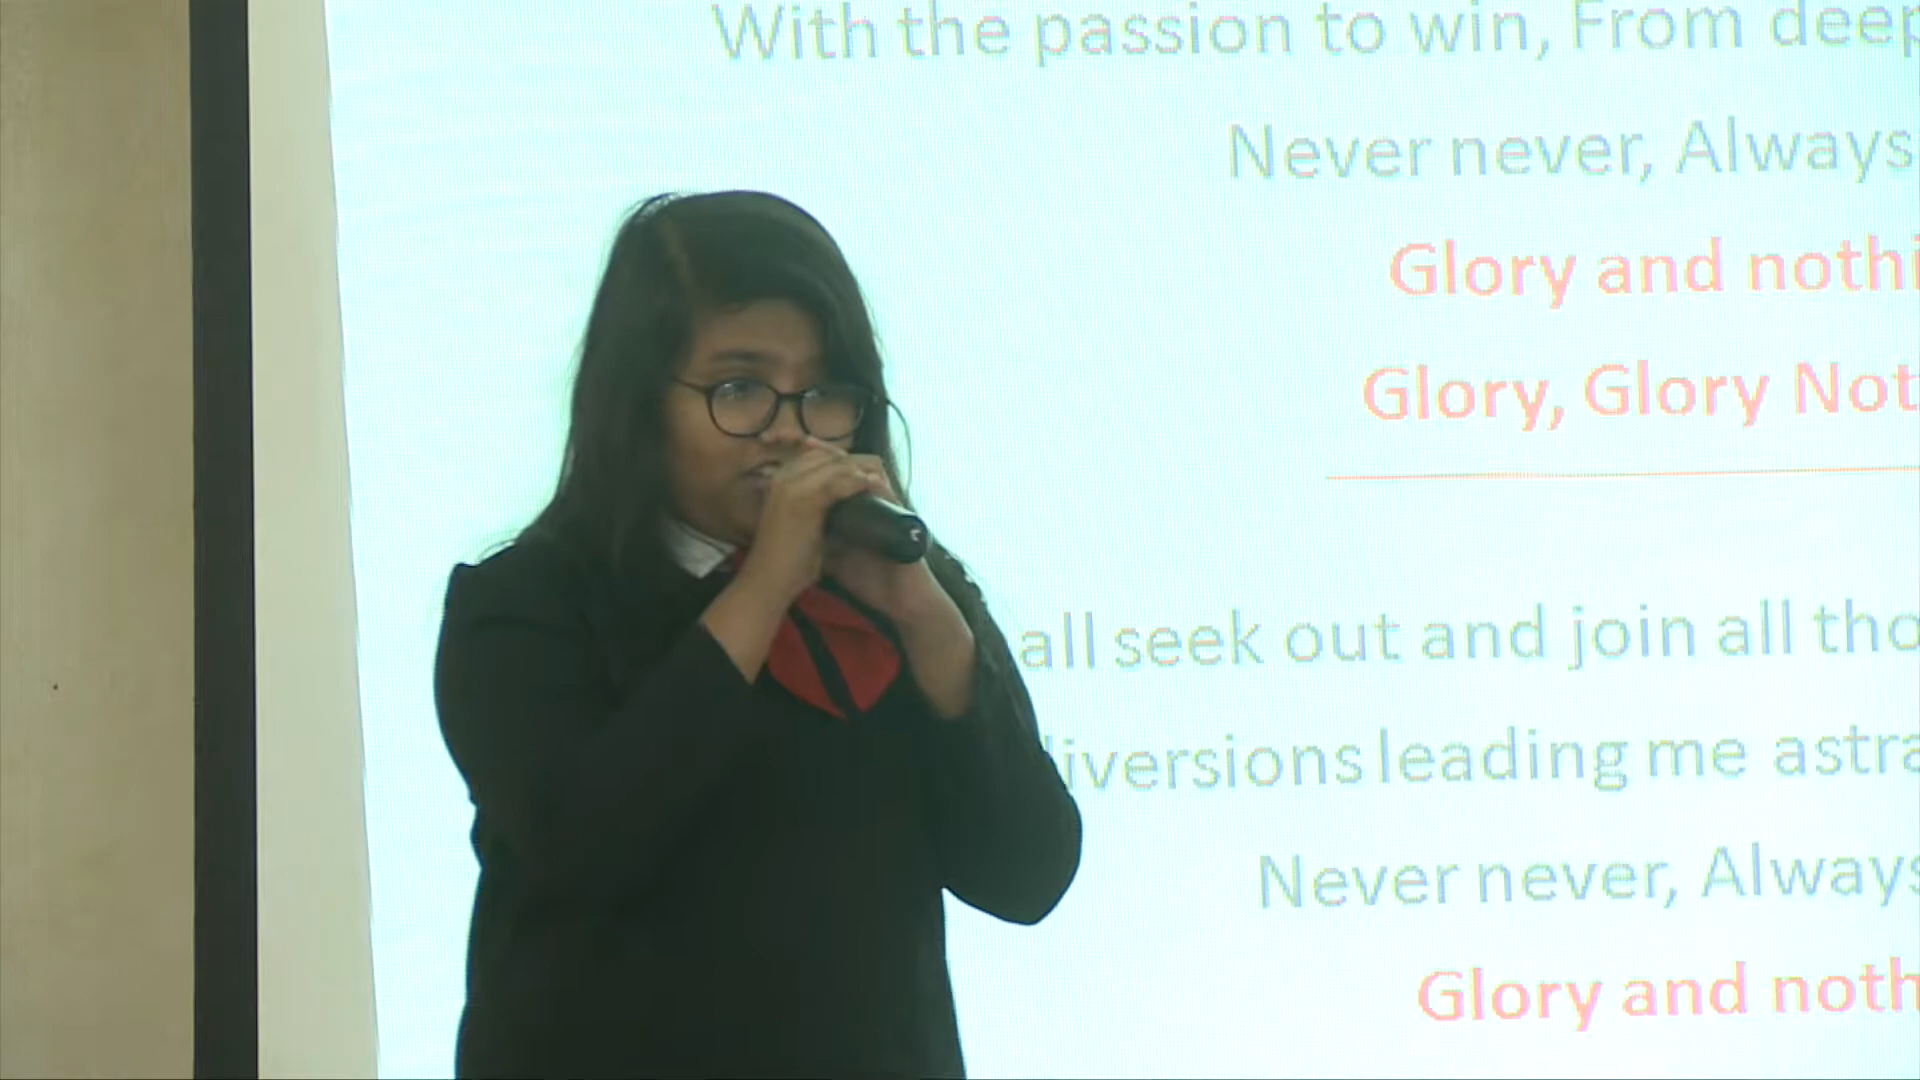 With the passion to win, From deep
Never never, Always
Glory and nothi
Glory, Glory Not
all seek out and join all tho
iversions leading me astra
Never never, Always
Glory and noth